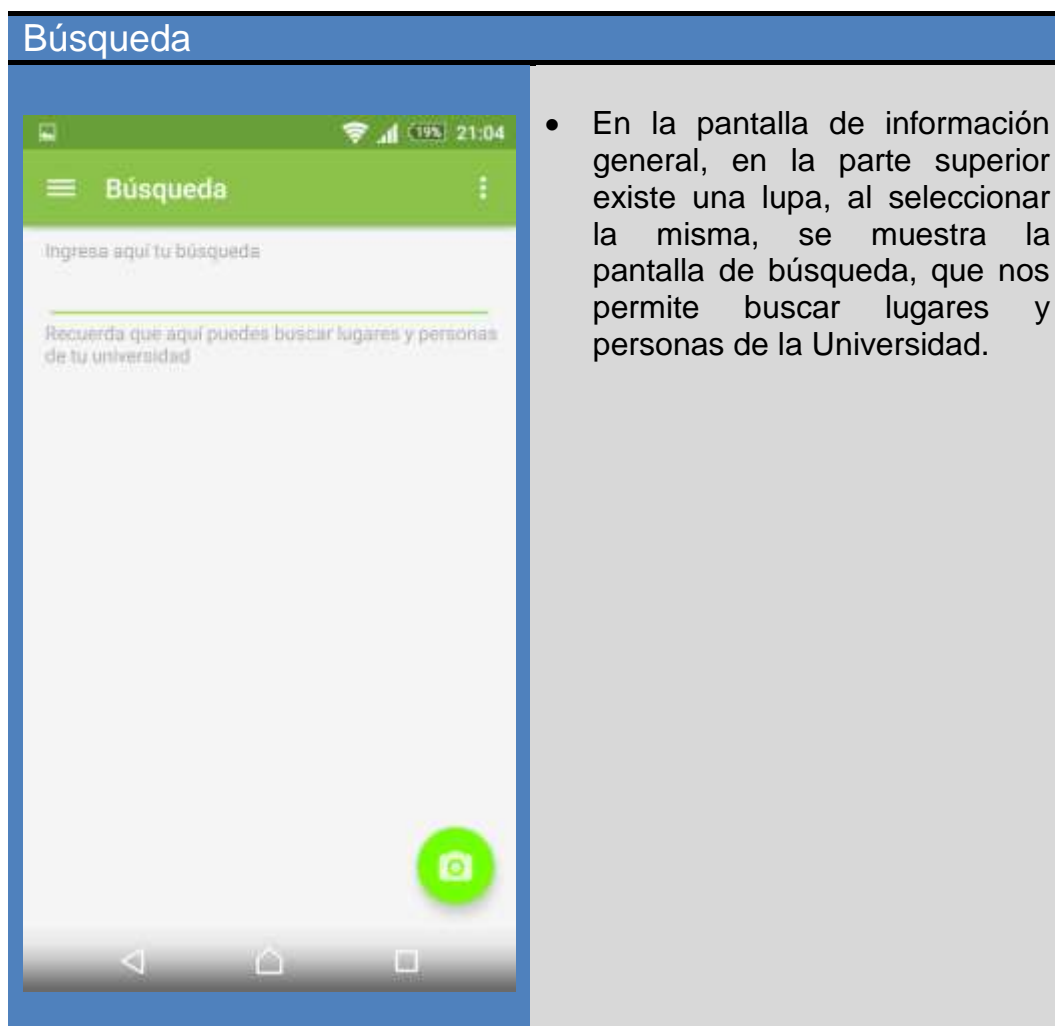 Búsqueda
19% 21:04
Búsqueda
Ingresa aquí tu búsqueda
Recuerda que aquí puedes buscar lugares y personas
de tu universidad
• En la pantalla de información
general, en la parte superior
existe una lupa, al seleccionar
la misma, se muestra la
pantalla de búsqueda, que nos
permite buscar lugares y
personas de la Universidad.